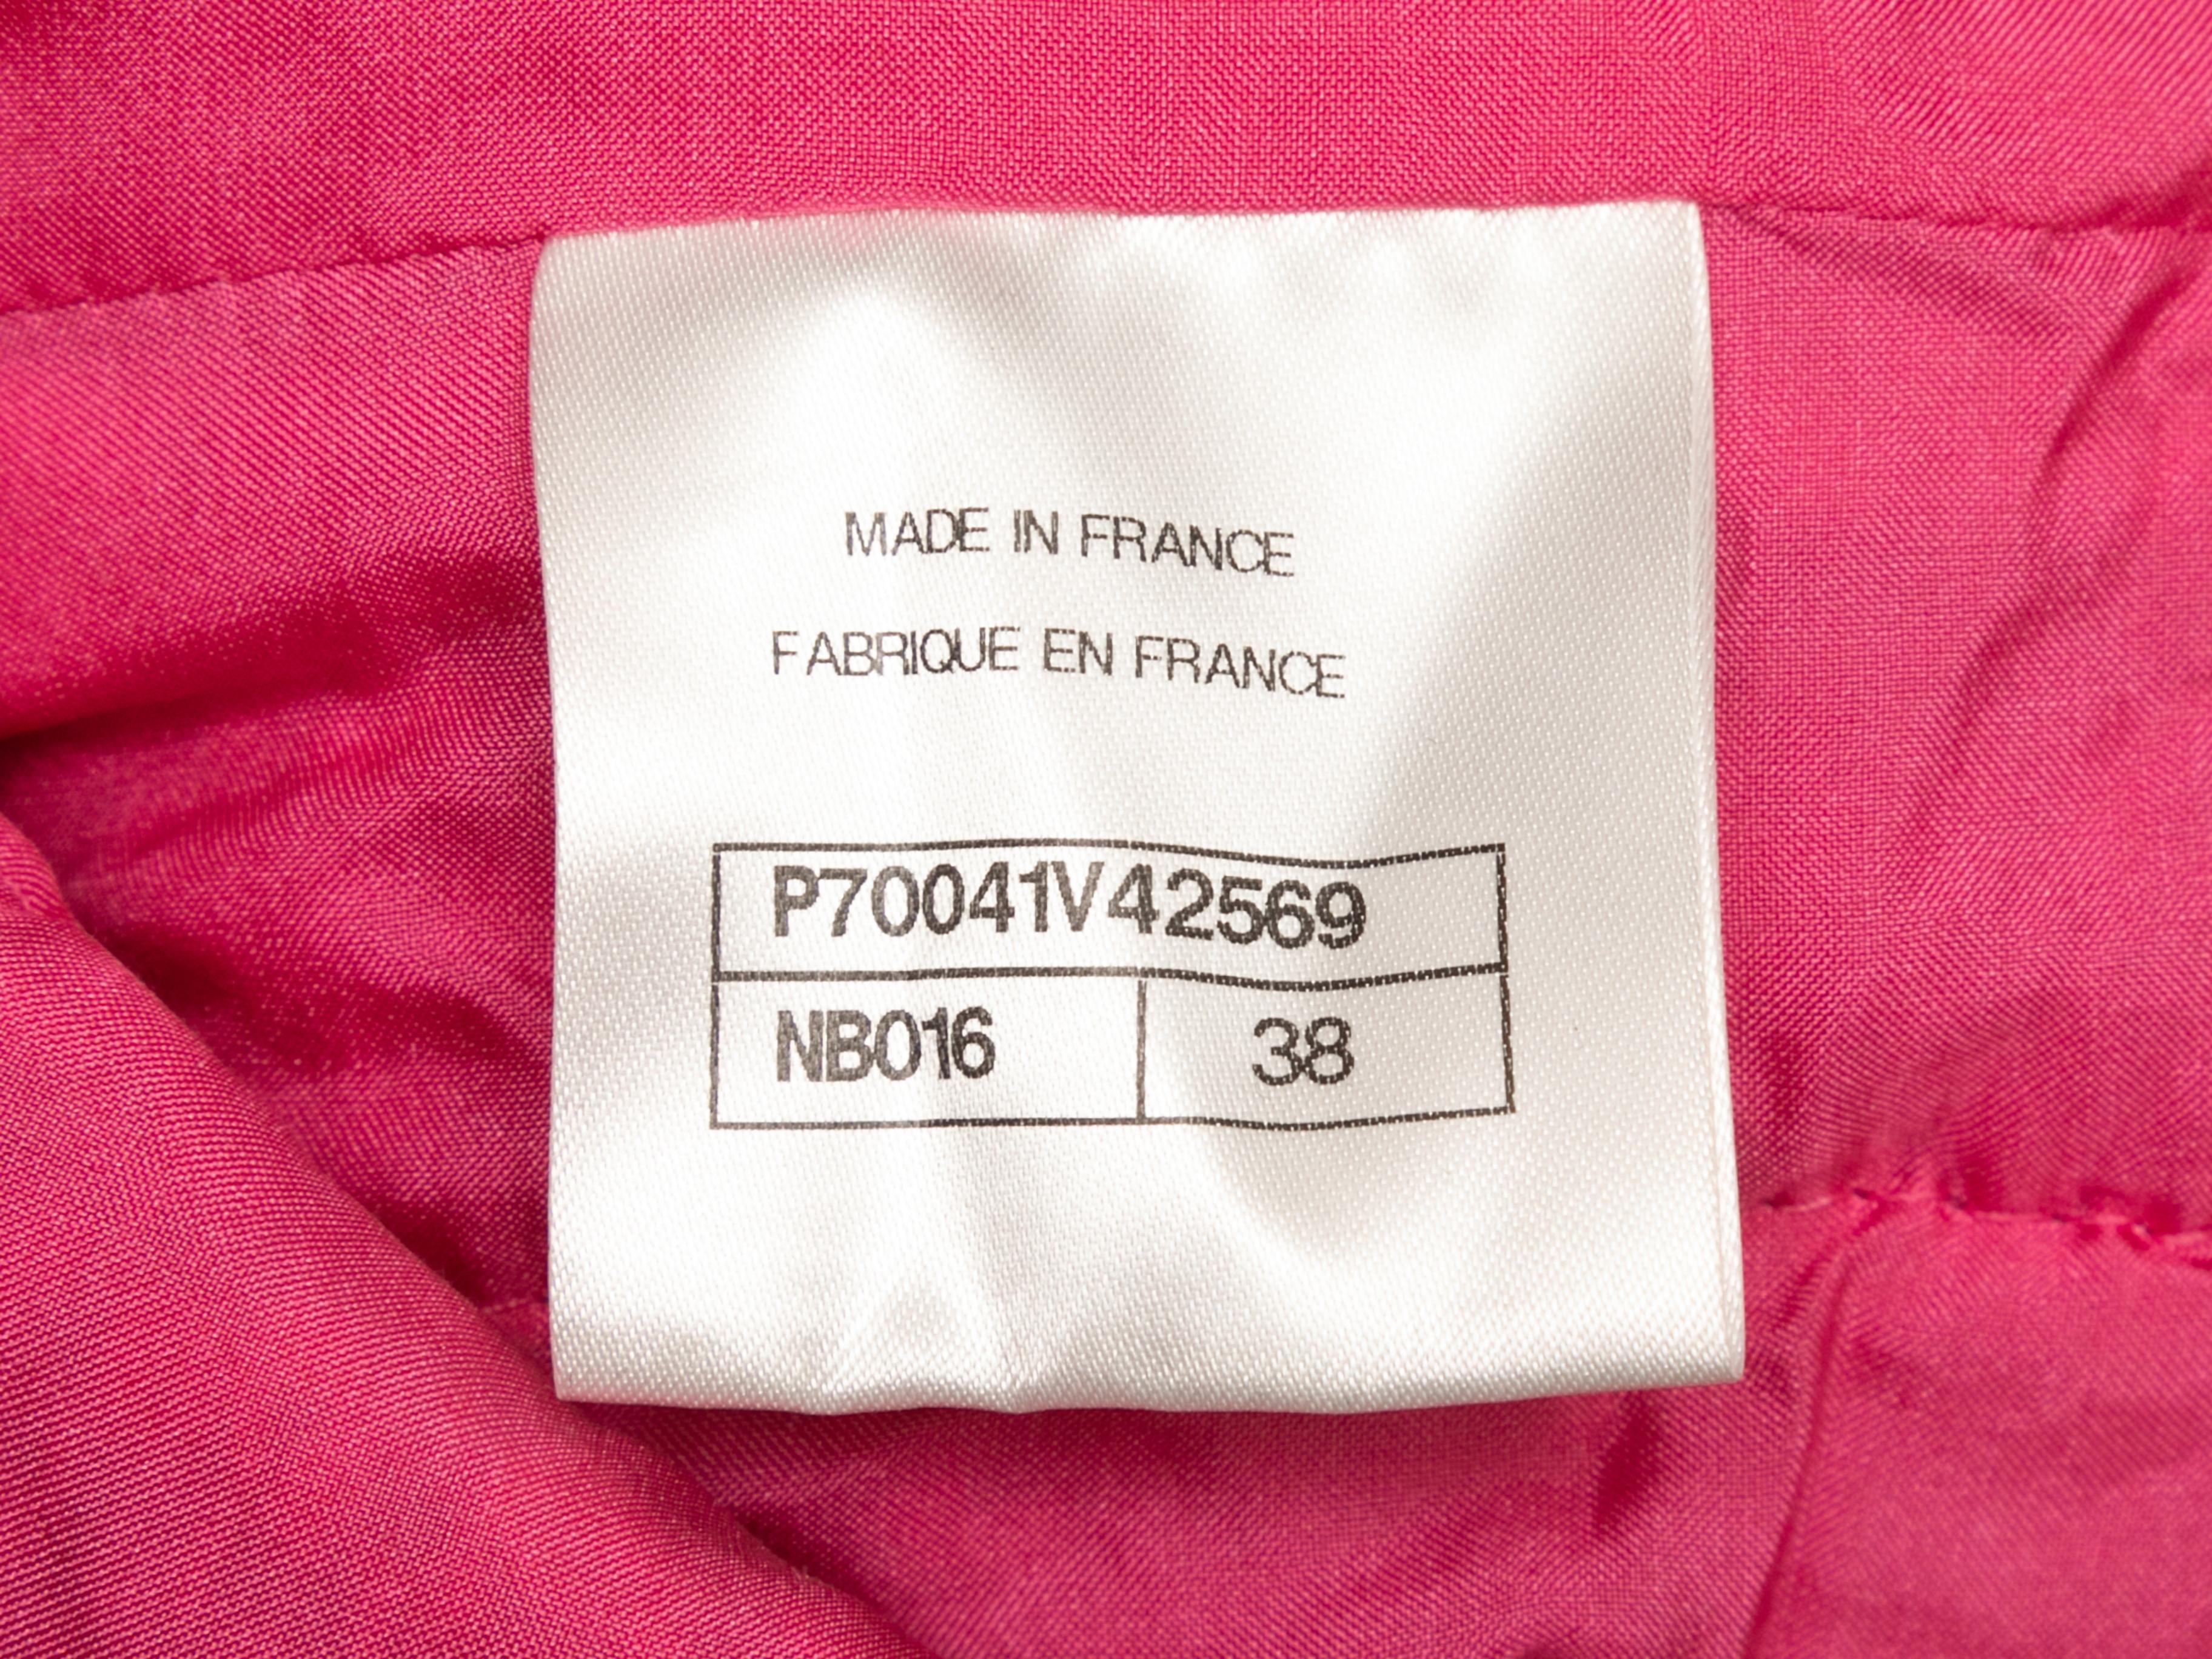 MADE IN FRANCE
FABRIQUE EN FRANCE
P70041V42569
NB016 38